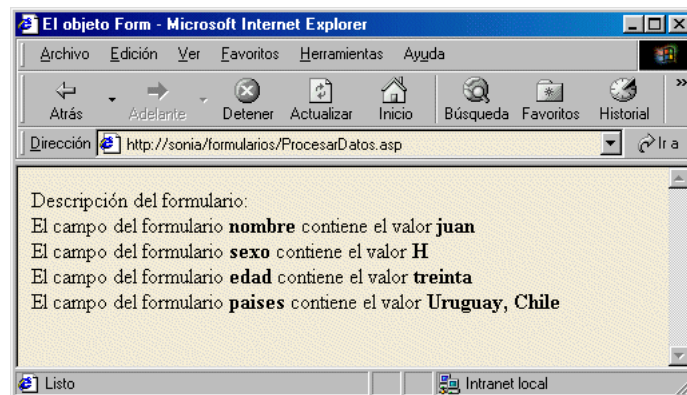 El objeto Form - Microsoft Internet Explorer
Archivo Edición Ver Favoritos Herramientas Ayuda
Atrás Adelante Detener Actualizar Inicio Búsqueda Favoritos Historial »
Dirección http://sonia/formularios/ProcesarDatos.asp Ir a
Descripción del formulario:
El campo del formulario nombre contiene el valor juan
El campo del formulario sexo contiene el valor H
El campo del formulario edad contiene el valor treinta
El campo del formulario paises contiene el valor Uruguay, Chile
Listo Intranet local